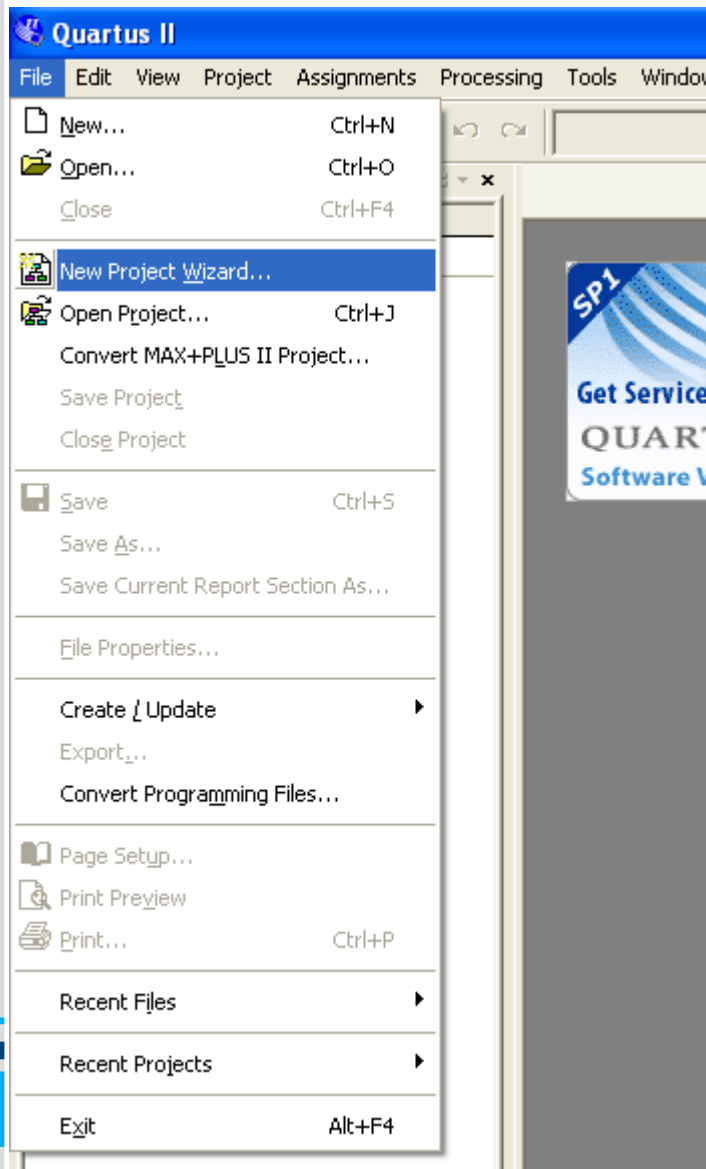 Quartus II
File Edit View Project Assignments Processing Tools
New... Ctrl+N
Open... Ctrl+O
Close Ctrl+F4
New Project Wizard...
Open Project... Ctrl+J
Convert MAX+PLUS II Project...
Save Project
Close Project
Save Ctrl+S
Save As...
Save Current Report Section As...
File Properties...
Create / Update
Export...
Convert Programming Files...
Page Setup...
Print Preview
Print... Ctrl+P
Recent Files
Recent Projects
Exit Alt+F4
SP1
Get Service
QUART
Software